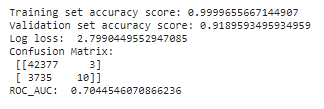 Training set accuracy score: 0.9999655667144907
Validation set accuracy score: 0.9189593495934959
Log loss:  2.7990449552947085
Confusion Matrix:
[[42377     3]
[ 3735    10]]
ROC_AUC:  0.7044546070866236